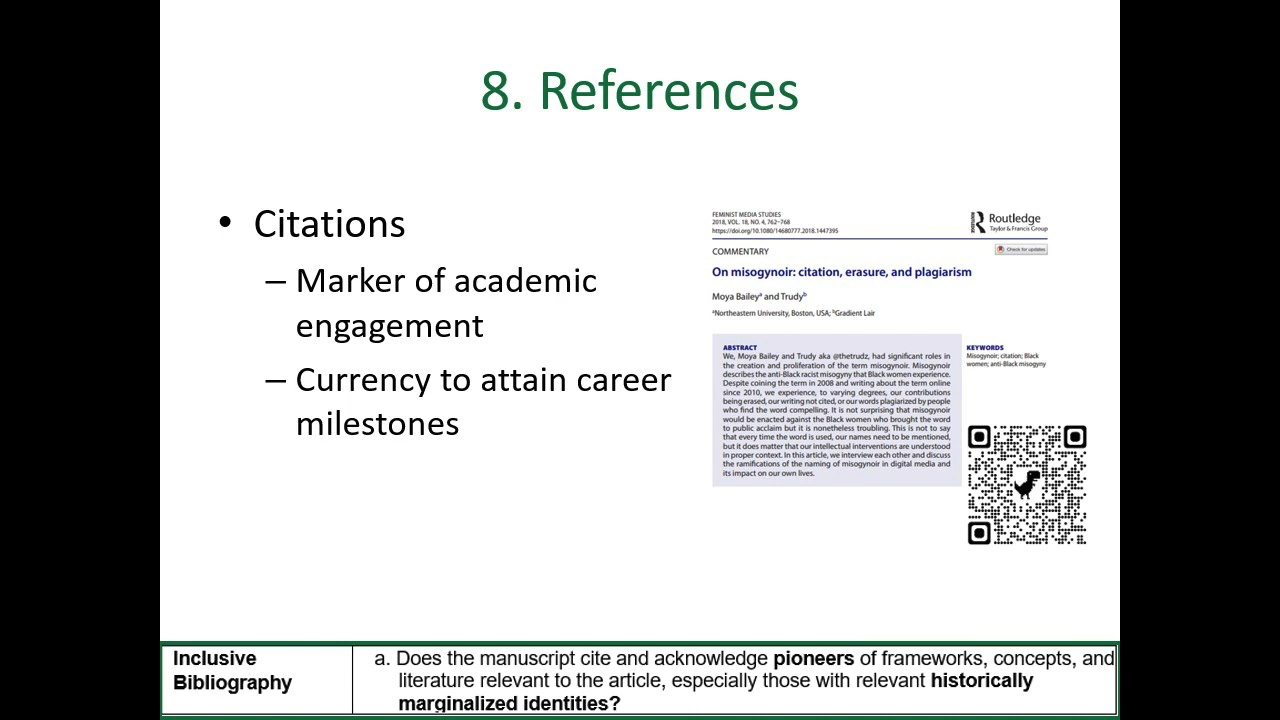 8. References
• Citations
– Marker of academic
engagement
– Currency to attain career
milestones
FEMINIST MEDIA STUDIES
2018, VOL. 18, NO. 4, 762–768
https://doi.org/10.1080/14680777.2018.1447395
Routledge
Taylor & Francis Group
COMMENTARY
Check for updates
On misogynoir: citation, erasure, and plagiarism
Moya Baileyᵃ and Trudyᵇ
ᵃNortheastern University, Boston, USA; ᵇGradient Lair
ABSTRACT
We, Moya Bailey and Trudy aka @thetrudz, had significant roles in
the creation and proliferation of the term misogynoir. Misogynoir
describes the anti-Black racist misogyny that Black women experience.
Despite coining the term in 2008 and writing about the term online
since 2010, we experience, to varying degrees, our contributions
being erased, our writing not cited, or our words plagiarized by people
who find the word compelling. It is not surprising that misogynoir
would be enacted against the Black women who brought the word
to public acclaim but it is nonetheless troubling. This is not to say
that every time the word is used, our names need to be mentioned,
but it does matter that our intellectual interventions are understood
in proper context. In this article, we interview each other and discuss
the ramifications of the naming of misogynoir in digital media and
its impact on our own lives.
KEYWORDS
Misogynoir; citation; Black
women; anti-Black misogyny
Inclusive
Bibliography
a. Does the manuscript cite and acknowledge pioneers of frameworks, concepts, and
literature relevant to the article, especially those with relevant historically
marginalized identities?